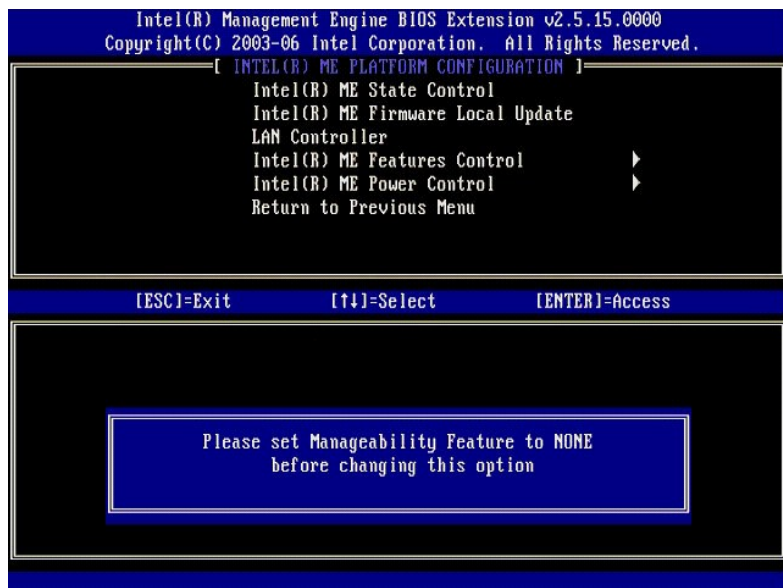 Intel(R) Management Engine BIOS Extension v2.5.15.0000
Copyright(C) 2003-06 Intel Corporation. All Rights Reserved.
[ INTEL(R) ME PLATFORM CONFIGURATION ]
Intel(R) ME State Control
Intel(R) ME Firmware Local Update
LAN Controller
Intel(R) ME Features Control ►
Intel(R) ME Power Control ►
Return to Previous Menu
[ESC]=Exit [↑↓]=Select [ENTER]=Access
Please set Manageability Feature to NONE
before changing this option